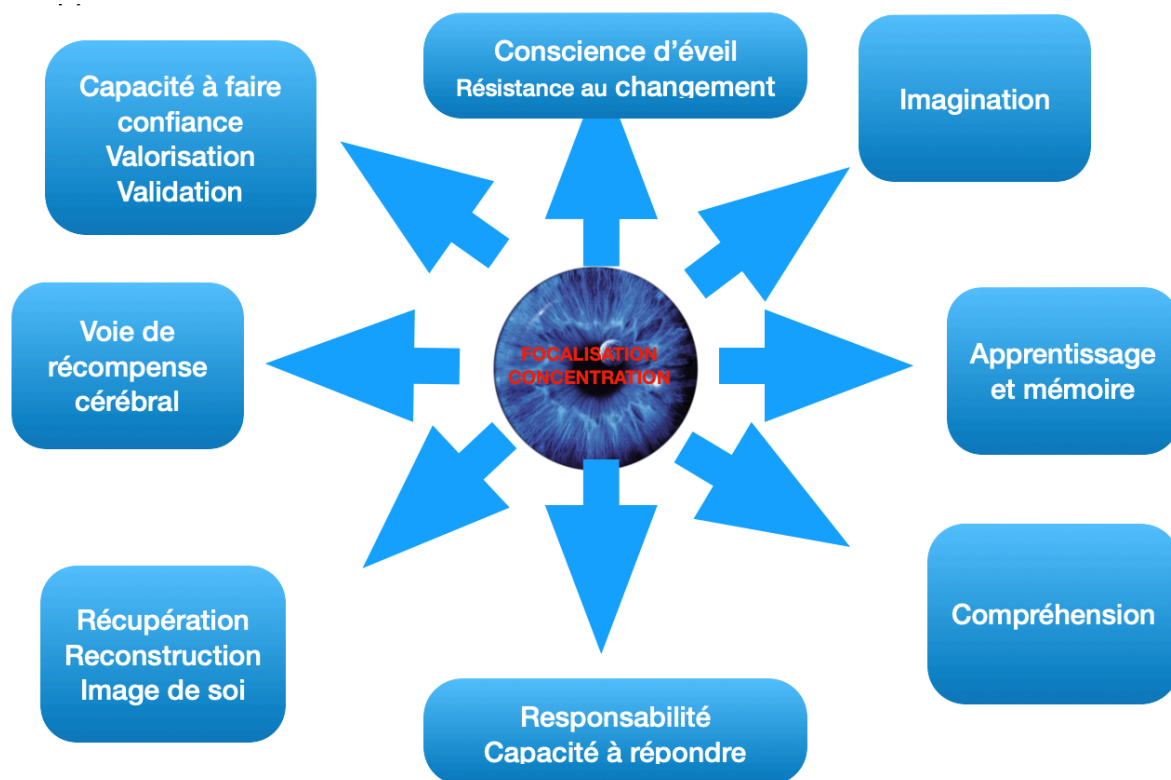 Conscience d'éveil
Résistance au changement
Capacité à faire
confiance
Valorisation
Validation
Imagination
Voie de
récompense
cérébral
FOCALISATION
CONCENTRATION
Apprentissage
et mémoire
Récupération
Reconstruction
Image de soi
Compréhension
Responsabilité
Capacité à répondre